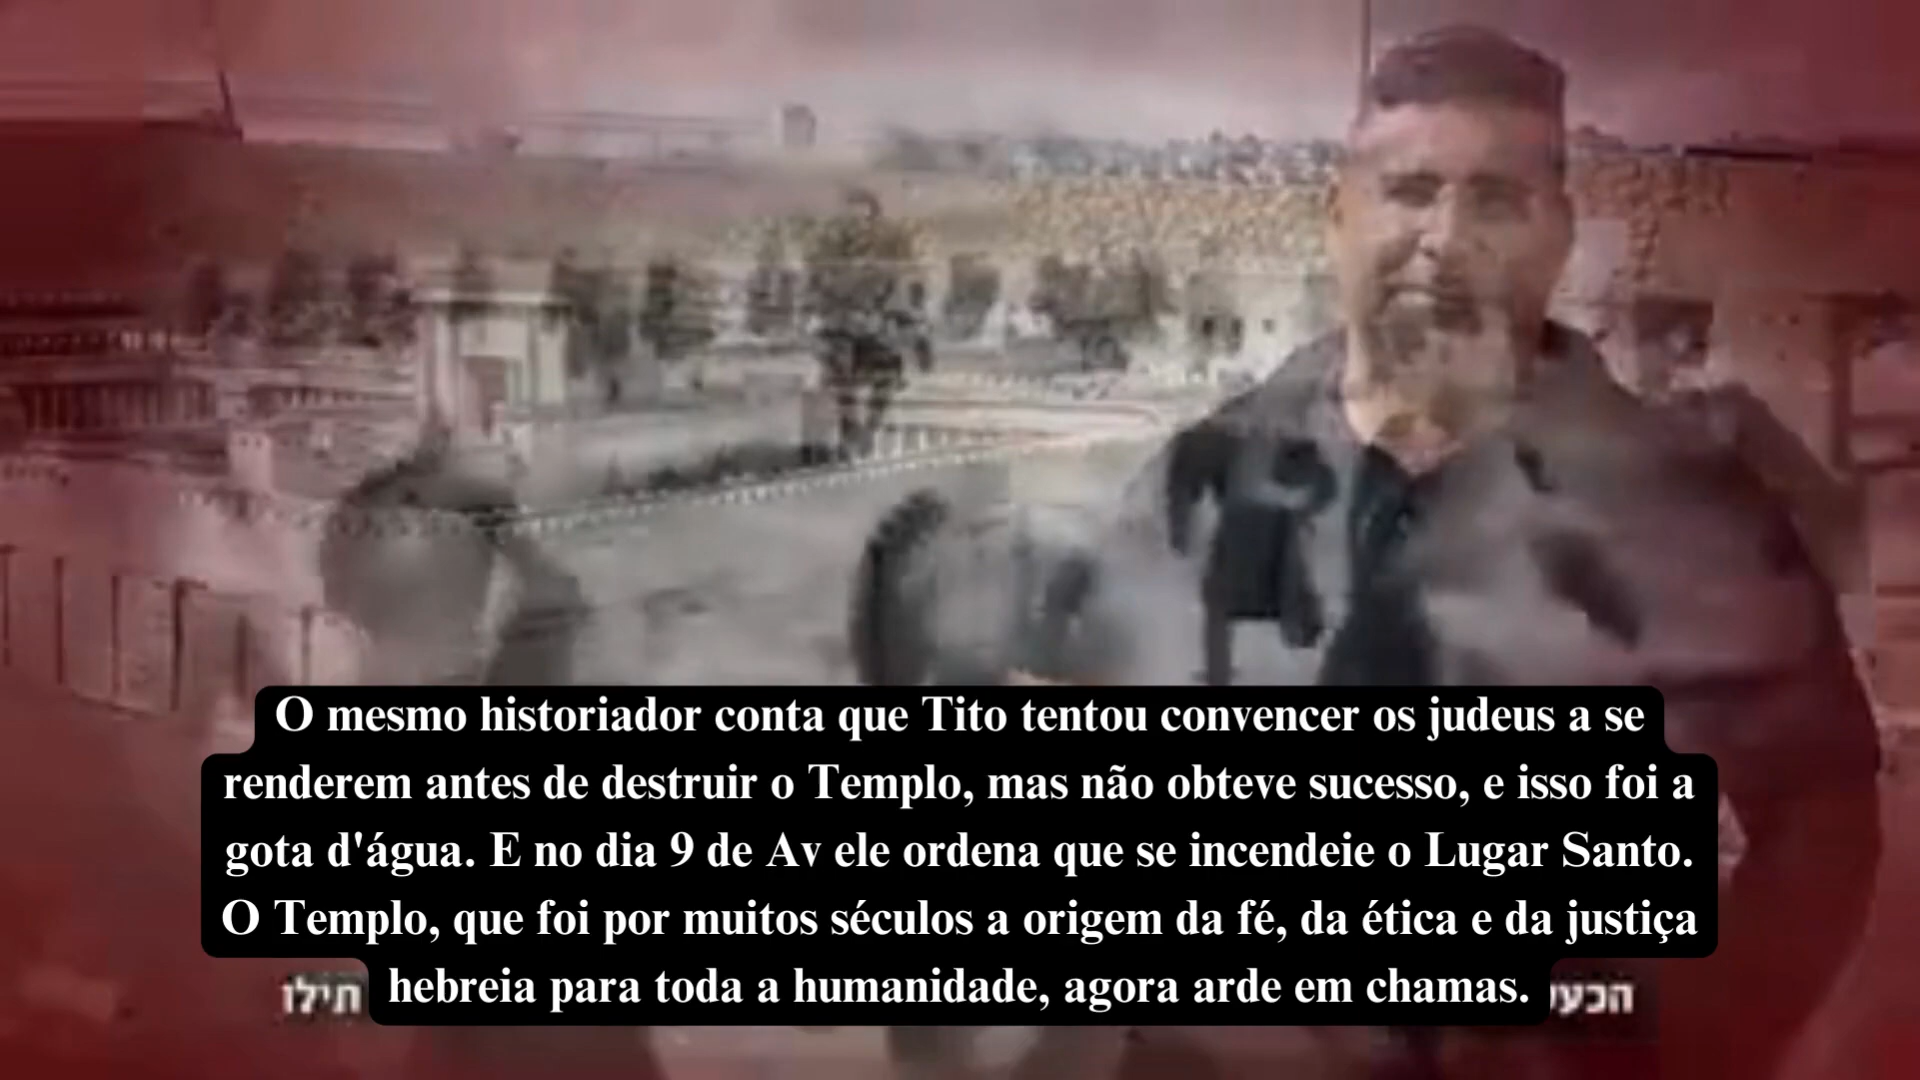 O mesmo historiador conta que Tito tentou convencer os judeus a se
renderem antes de destruir o Templo, mas não obteve sucesso, e isso foi a
gota d'água. E no dia 9 de Av ele ordena que se incendeie o Lugar Santo.
O Templo, que foi por muitos séculos a origem da fé, da ética e da justiça
hebreia para toda a humanidade, agora arde em chamas.